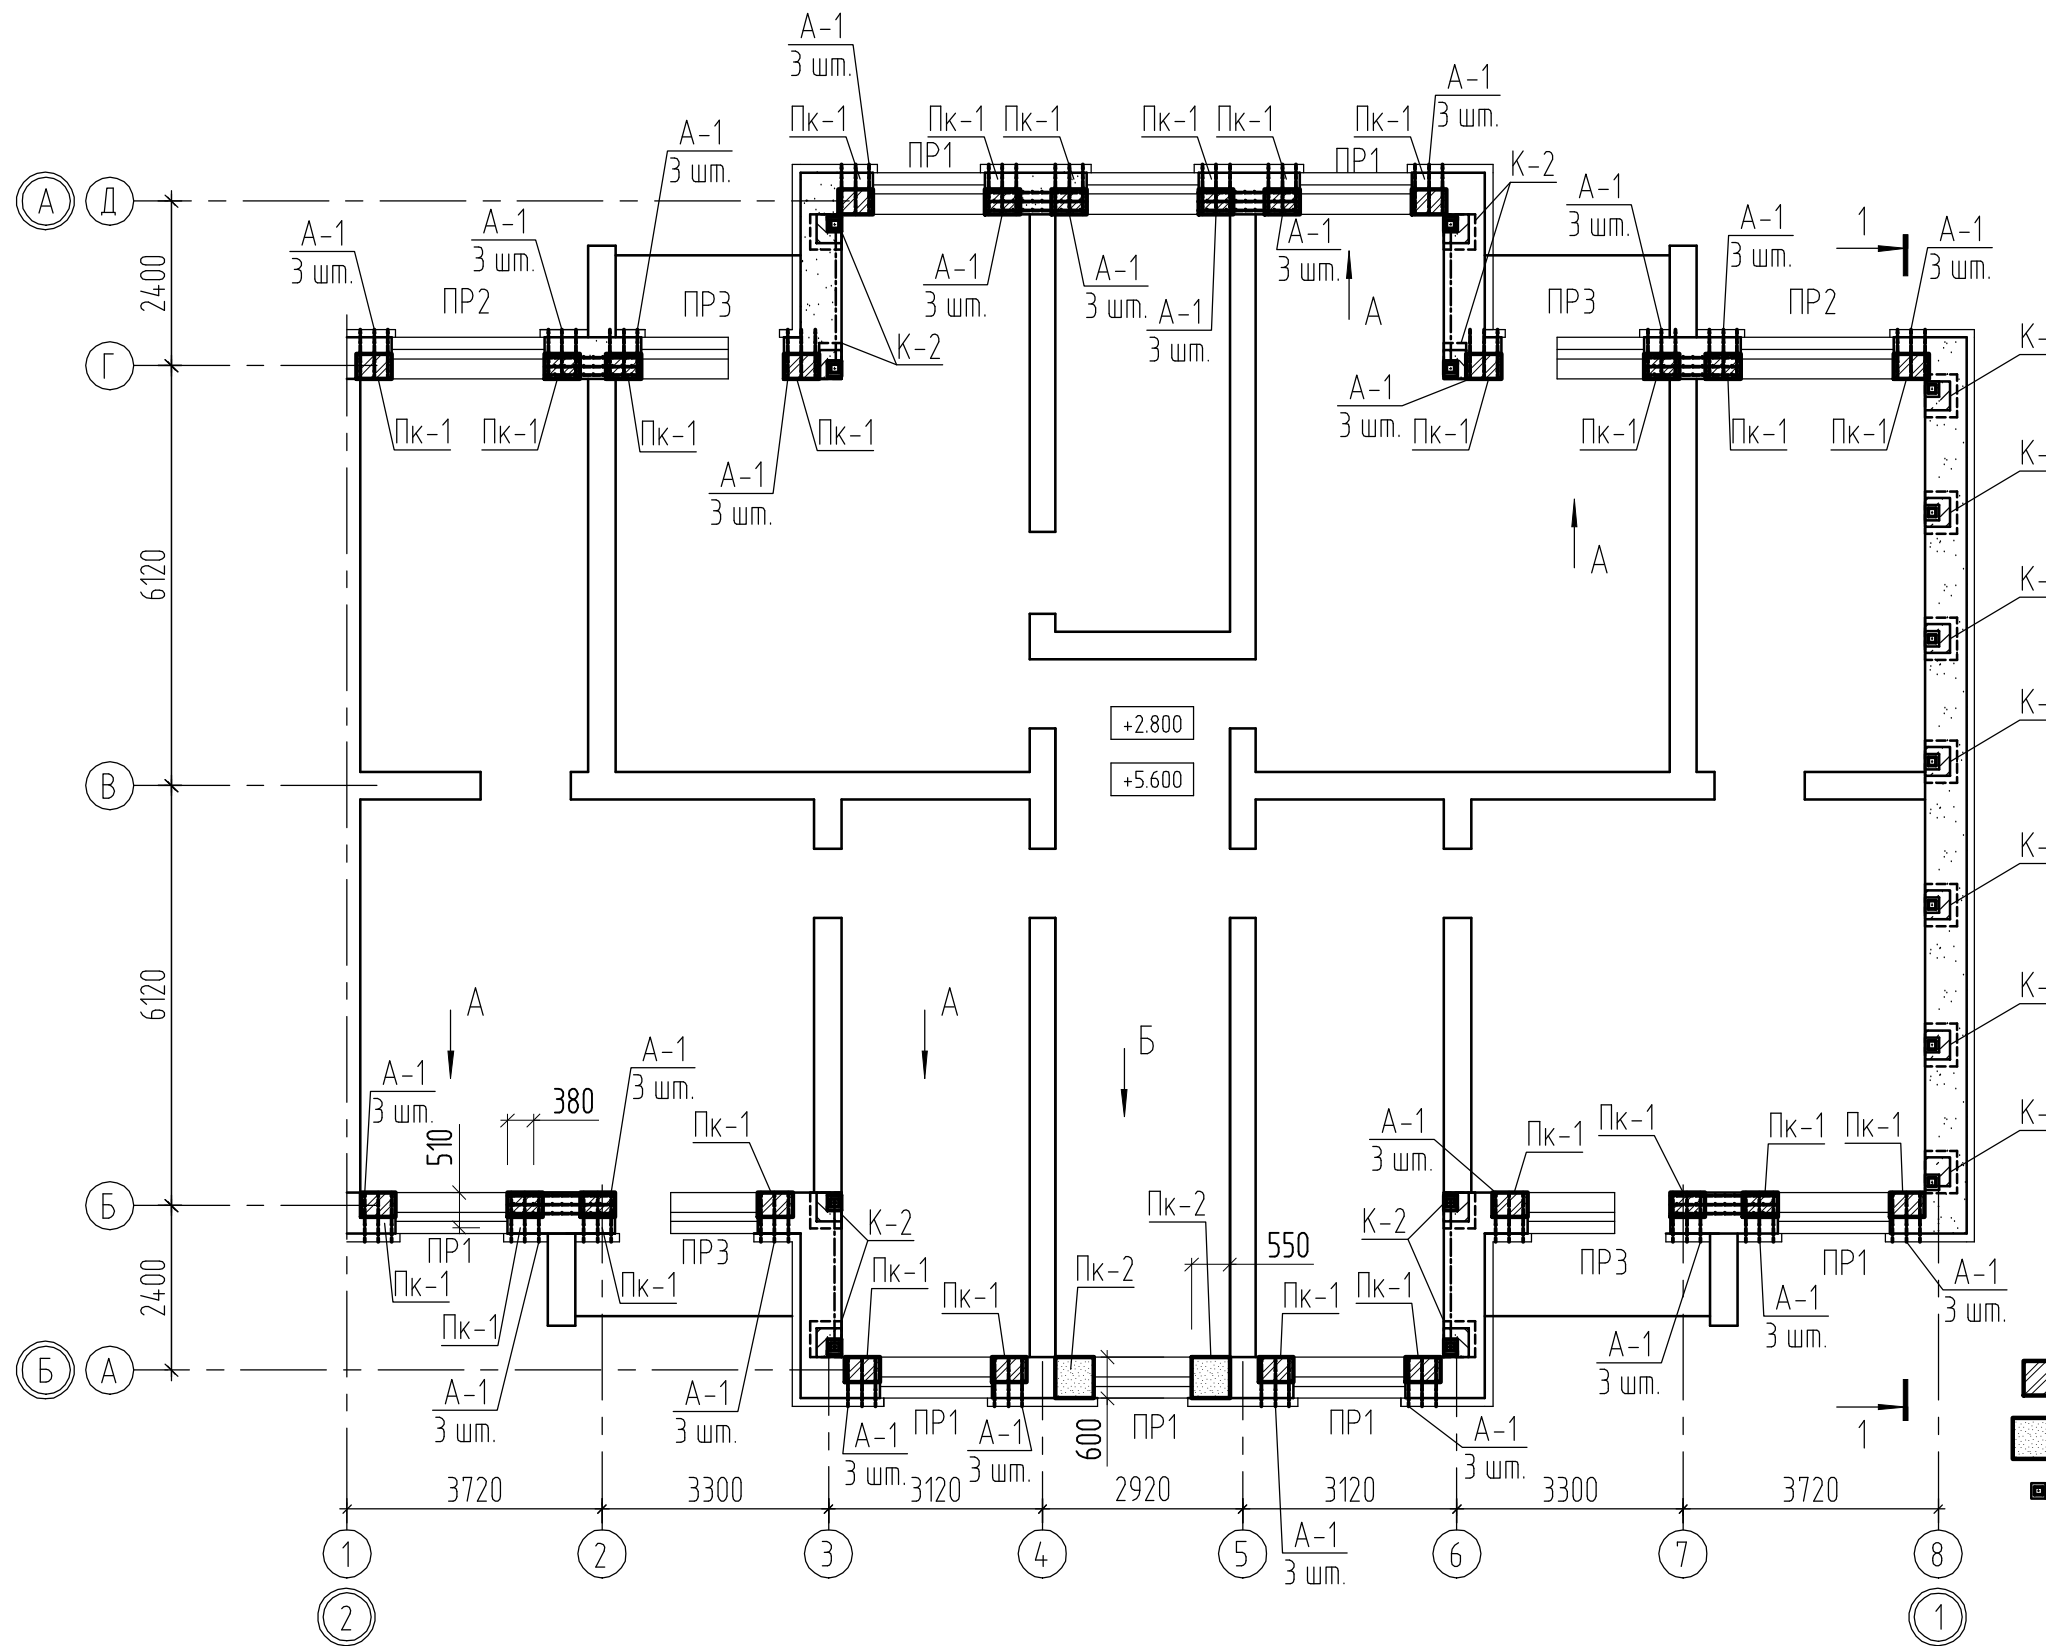 А-1
3 шт.
А-1
3 шт.
Пк-1
Пк-1
Пк-1
Пк-1
Пк-1
Пк-1
А-1
3 шт.
ПР1
ПР1
К-2
А-1
3 шт.
А
Д
А-1
3 шт.
А-1
3 шт.
А-1
3 шт.
1
А-1
3 шт.
А-1
3 шт.
А-1
3 шт.
А-1
3 шт.
2400
ПР2
ПР3
А
ПР3
ПР2
А-1
3 шт.
К-
Г
К-2
А-1
3 шт.
Пк-1
Пк-1
Пк-1
Пк-1
Пк-1
Пк-1
Пк-1
Пк-1
К-
А-1
3 шт.
А
6120
К-
+2.800
К-
+5.600
В
К-
6120
А
А
Б
К-
А-1
3 шт.
А-1
3 шт.
380
510
Пк-1
А-1
3 шт.
Пк-1
Пк-1
Пк-1
Пк-1
К-
Б
Пк-2
К-2
К-2
550
ПР1
ПР3
ПР3
ПР1
2400
Пк-1
Пк-1
Пк-1
Пк-1
Пк-1
Пк-2
Пк-1
Пк-1
А-1
3 шт.
А-1
3 шт.
А-1
3 шт.
Б
А
А-1
3 шт.
А-1
3 шт.
ПР1
ПР1
ПР1
600
А-1
3 шт.
А-1
3 шт.
А-1
3 шт.
1
3720
3300
3120
2920
3120
3300
3720
А-1
3 шт.
1
2
3
4
5
6
7
8
2
1